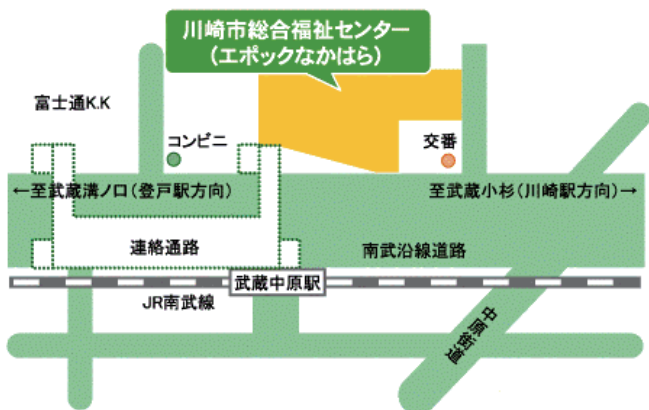 川崎市総合福祉センター
（エポックなかはら）
富士通K.K
コンビニ
交番
←至武蔵溝ノ口（登戸駅方向）
至武蔵小杉（川崎駅方向）→
連絡通路
南武沿線道路
武蔵中原駅
JR南武線
中原街道